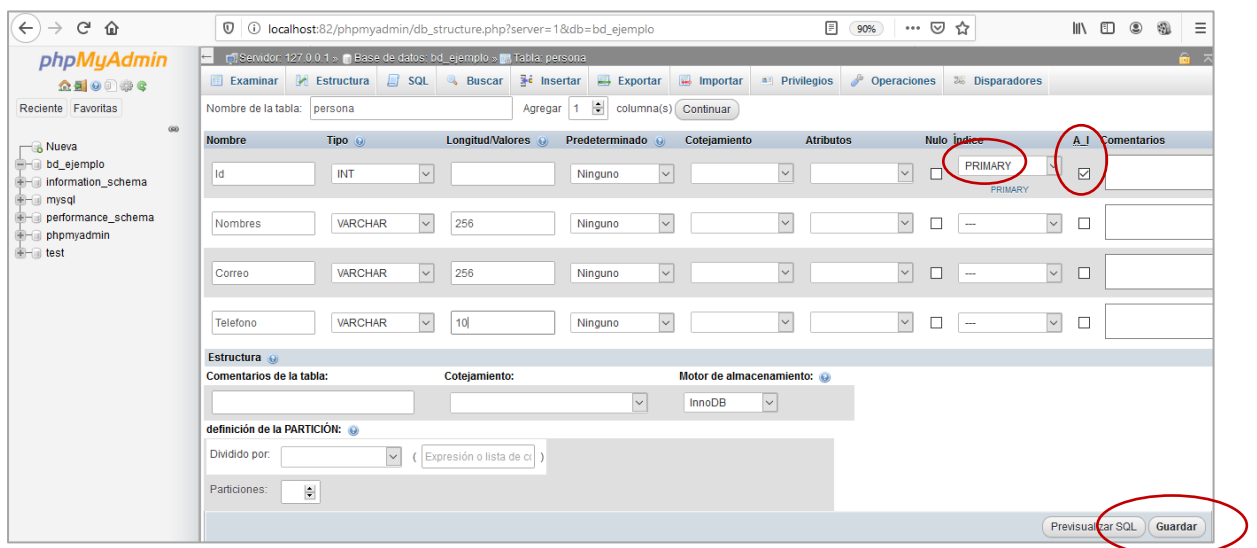 localhost:82/phpmyadmin/db_structure.php?server=1&db=bd_ejemplo 90%
phpMyAdmin
Reciente Favoritas
Nueva
bd_ejemplo
information_schema
mysql
performance_schema
phpmyadmin
test
Servidor: 127.0.0.1 » Base de datos: bd_ejemplo » Tabla: persona
Examinar Estructura SQL Buscar Insertar Exportar Importar Privilegios Operaciones Disparadores
Nombre de la tabla: persona Agregar 1 columna(s) Continuar
Nombre Tipo Longitud/Valores Predeterminado Cotejamiento Atributos Nulo Índice A_I Comentarios
Id INT Ninguno PRIMARY
PRIMARY
Nombres VARCHAR 256 Ninguno ---
Correo VARCHAR 256 Ninguno ---
Telefono VARCHAR 10 Ninguno ---
Estructura
Comentarios de la tabla: Cotejamiento: Motor de almacenamiento:
InnoDB
definición de la PARTICIÓN:
Dividido por: ( Expresión o lista de co )
Particiones:
Previsualizar SQL Guardar